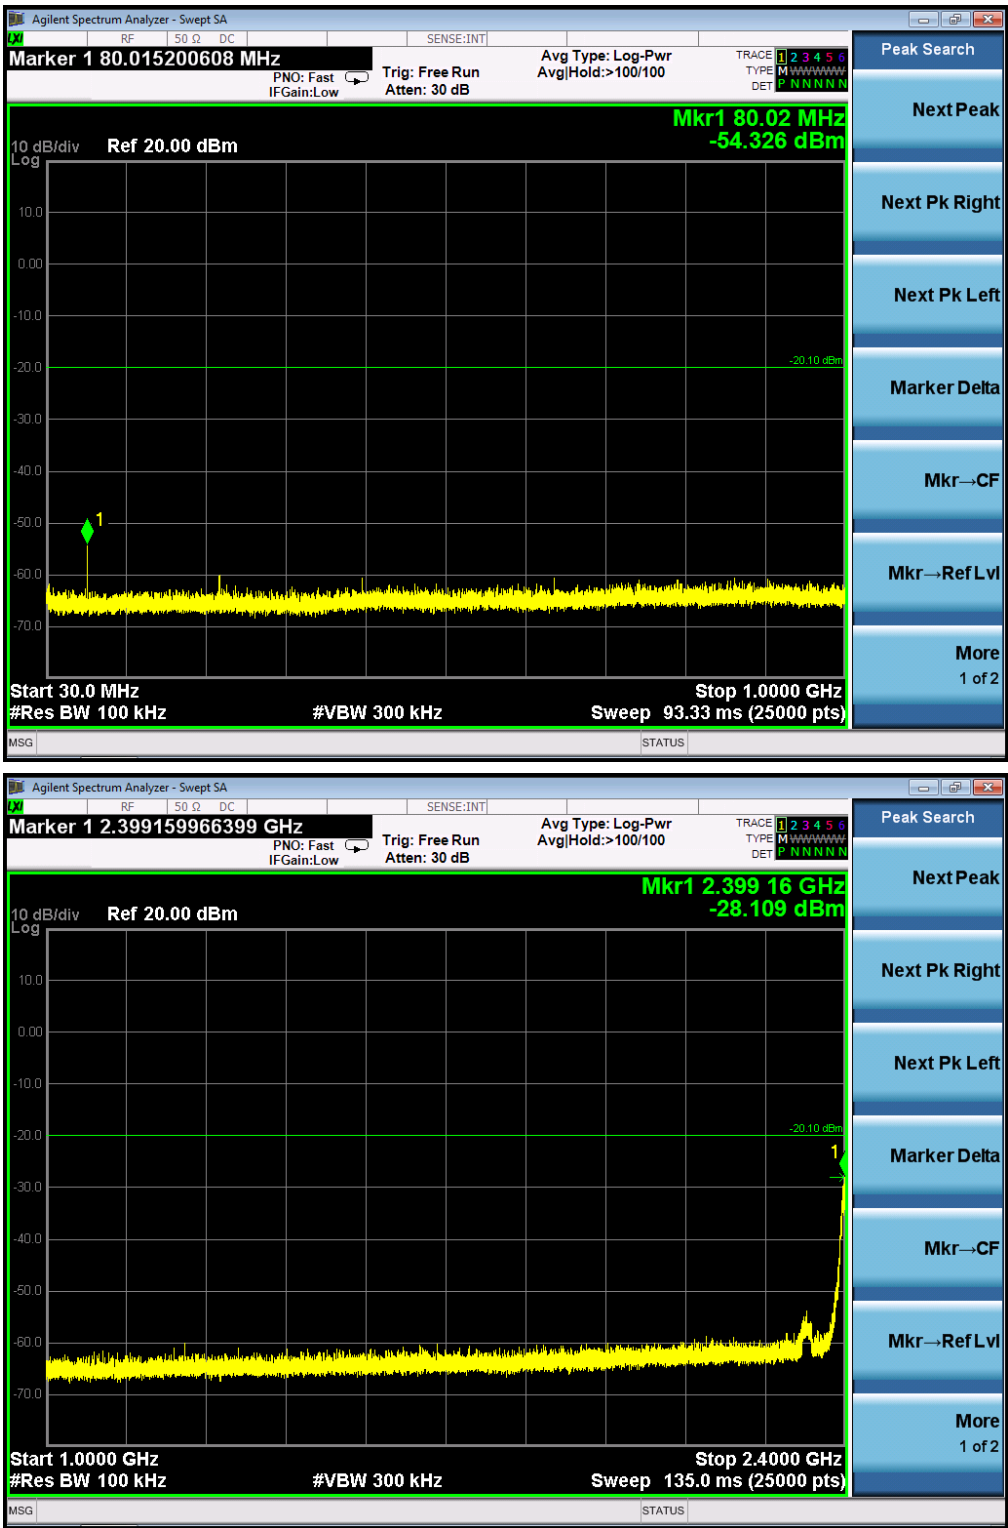 Agilent Spectrum Analyzer - Swept SA
LXI RF 50 Ω DC SENSE:INT
Marker 1 80.015200608 MHz
PNO: Fast
IFGain:Low
Trig: Free Run
Atten: 30 dB
Avg Type: Log-Pwr
Avg|Hold:>100/100
TRACE 1 2 3 4 5 6
TYPE M WWWWW
DET P N N N N N
Peak Search
Mkr1 80.02 MHz
-54.326 dBm
10 dB/div Ref 20.00 dBm
Log
10.0
0.00
-10.0
-20.0
-20.10 dBm
-30.0
-40.0
-50.0
1
-60.0
-70.0
Start 30.0 MHz Stop 1.0000 GHz
#Res BW 100 kHz #VBW 300 kHz Sweep 93.33 ms (25000 pts)
MSG STATUS
Next Peak
Next Pk Right
Next Pk Left
Marker Delta
Mkr→CF
Mkr→Ref Lvl
More
1 of 2
Agilent Spectrum Analyzer - Swept SA
LXI RF 50 Ω DC SENSE:INT
Marker 1 2.399159966399 GHz
PNO: Fast
IFGain:Low
Trig: Free Run
Atten: 30 dB
Avg Type: Log-Pwr
Avg|Hold:>100/100
TRACE 1 2 3 4 5 6
TYPE M WWWWW
DET P N N N N N
Peak Search
Mkr1 2.399 16 GHz
-28.109 dBm
10 dB/div Ref 20.00 dBm
Log
10.0
0.00
-10.0
-20.0
-20.10 dBm
1
-30.0
-40.0
-50.0
-60.0
-70.0
Start 1.0000 GHz Stop 2.4000 GHz
#Res BW 100 kHz #VBW 300 kHz Sweep 135.0 ms (25000 pts)
MSG STATUS
Next Peak
Next Pk Right
Next Pk Left
Marker Delta
Mkr→CF
Mkr→Ref Lvl
More
1 of 2